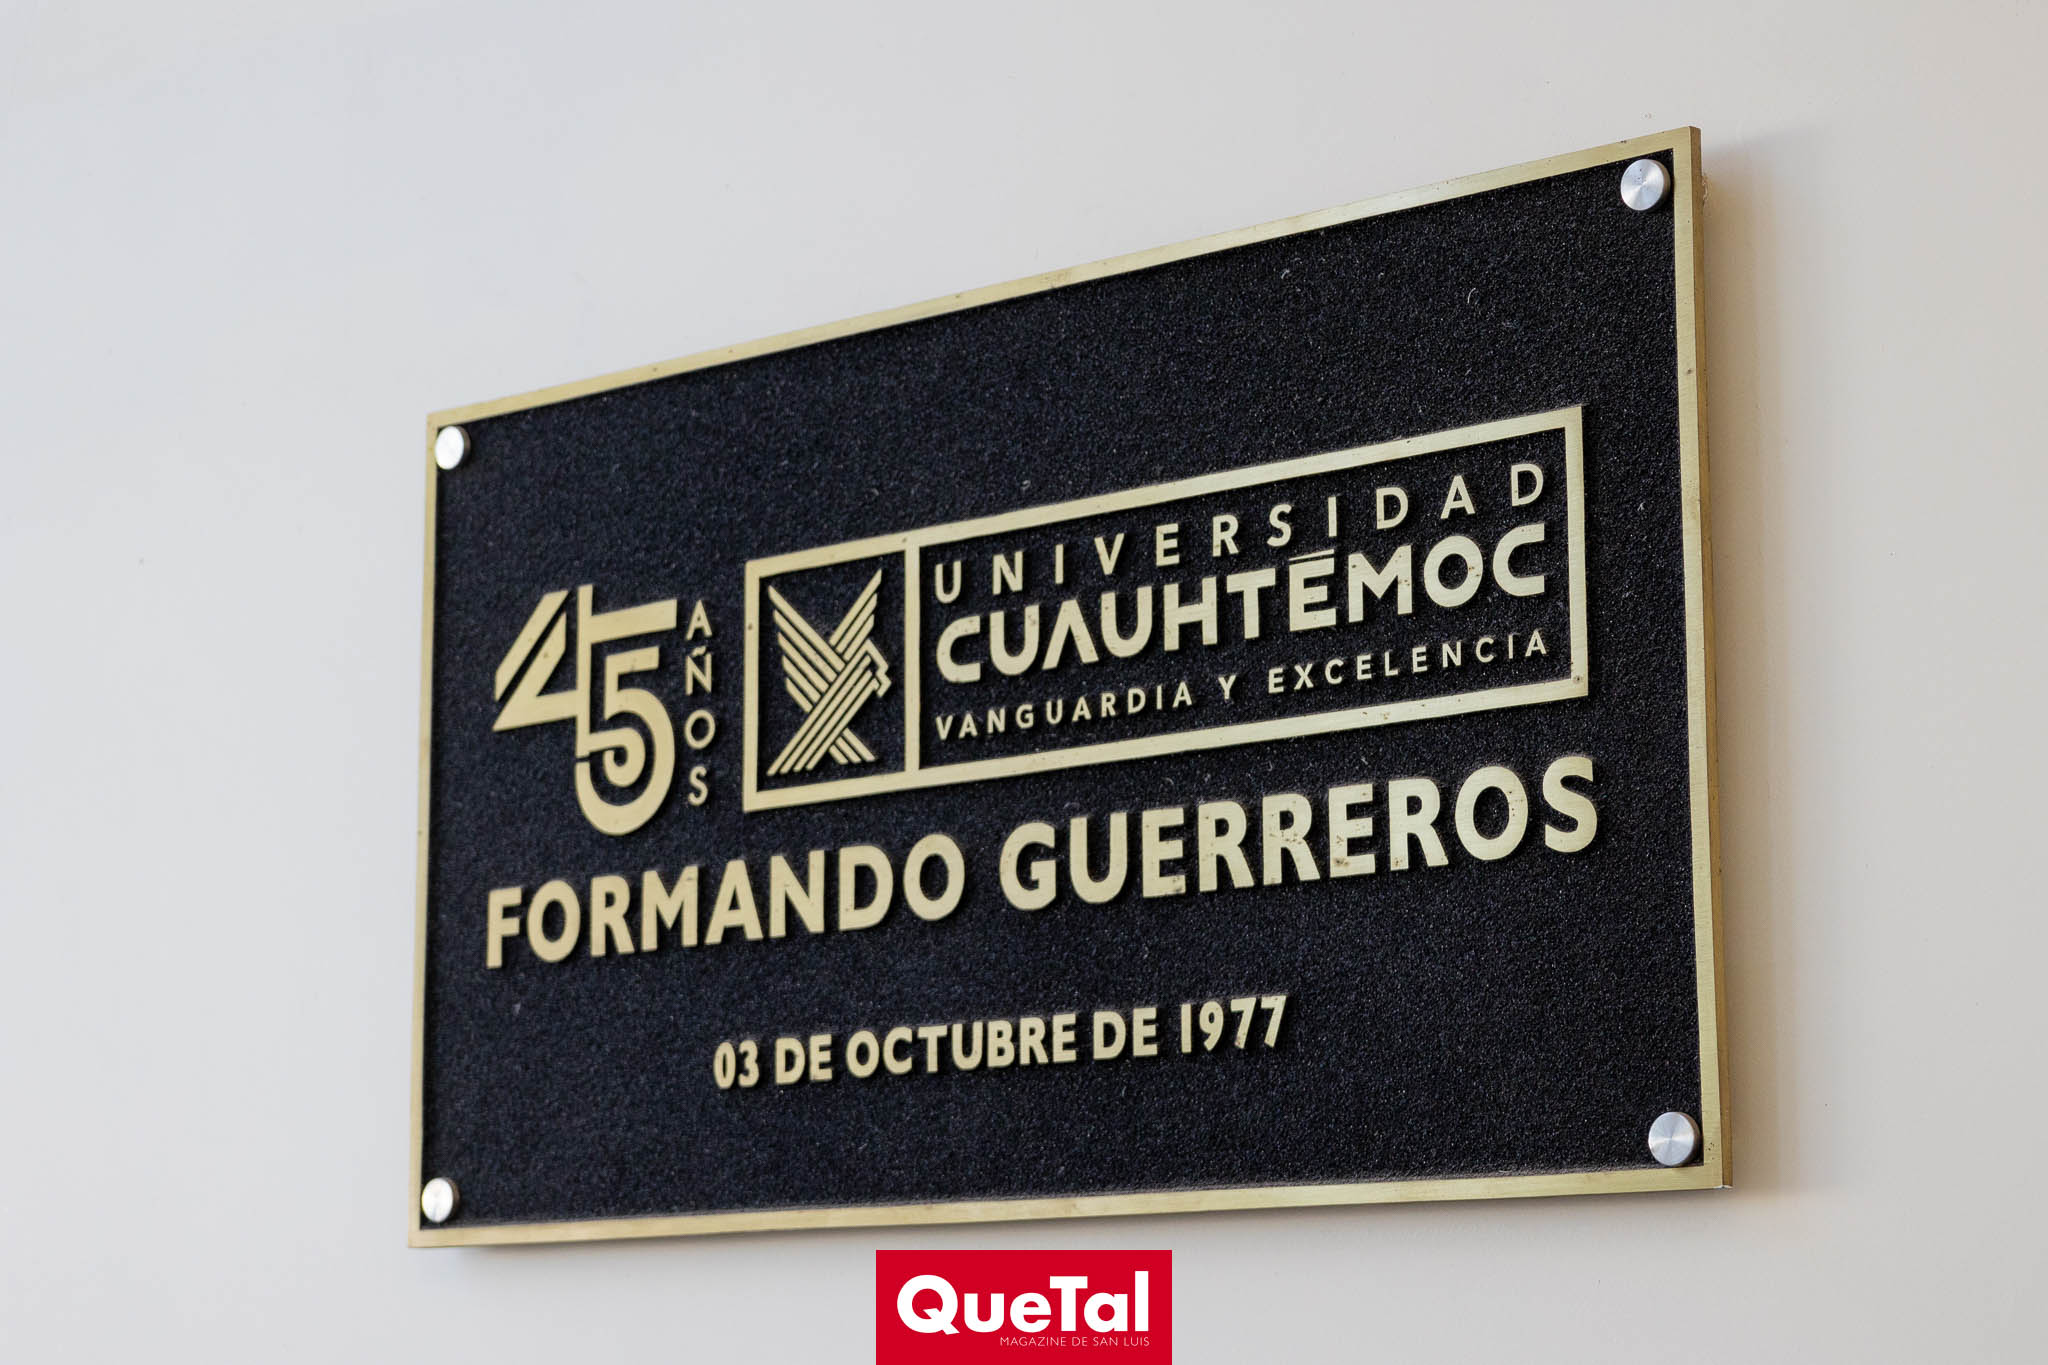 45 AÑOS
UNIVERSIDAD
CUAUHTÉMOC
VANGUARDIA Y EXCELENCIA
FORMANDO GUERREROS
03 DE OCTUBRE DE 1977
QueTal
MAGAZINE DE SAN LUIS